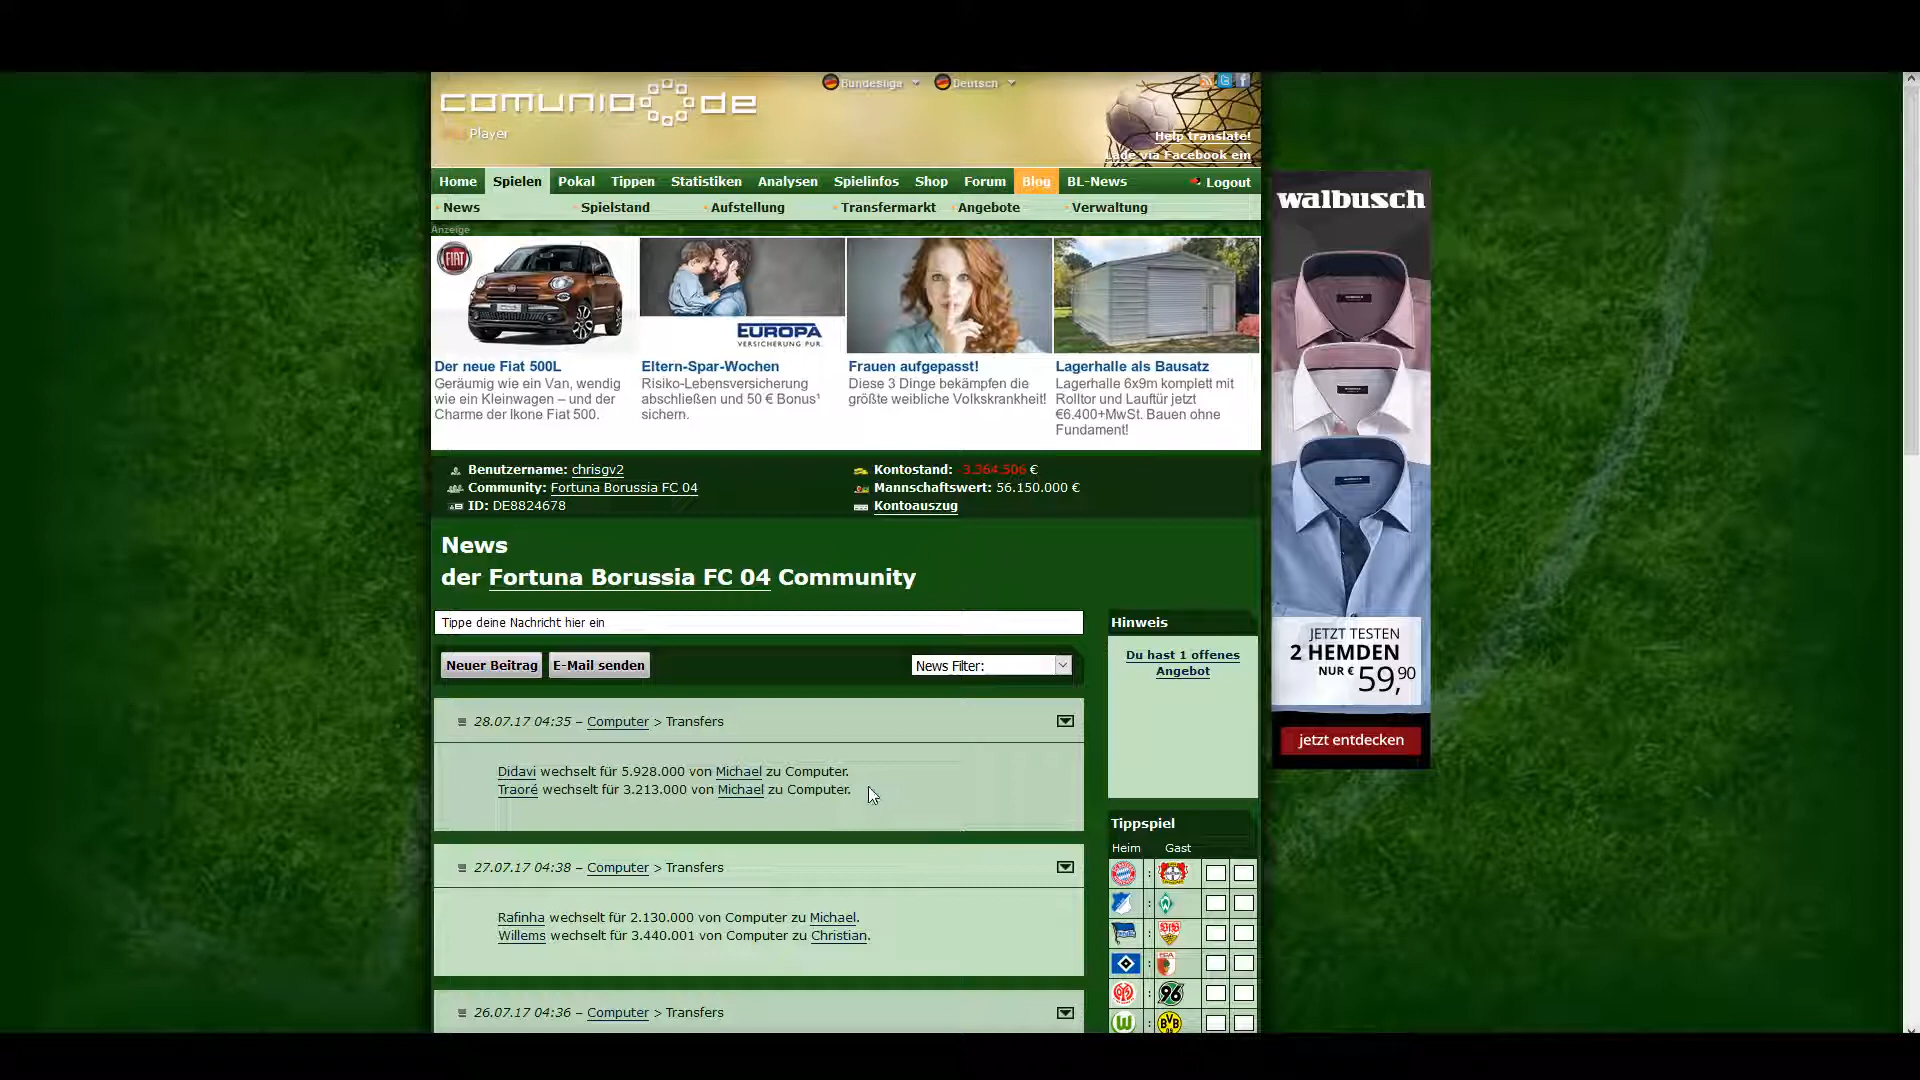 Bundesliga Deutsch
comunio de
Player
Help translate!
Lade via Facebook ein
Home Spielen Pokal Tippen Statistiken Analysen Spielinfos Shop Forum Blog BL-News Logout
News Spielstand Aufstellung Transfermarkt Angebote Verwaltung
Anzeige
FIAT
EUROPA
VERSICHERUNG PUR.
Der neue Fiat 500L
Geräumig wie ein Van, wendig
wie ein Kleinwagen – und der
Charme der Ikone Fiat 500.
Eltern-Spar-Wochen
Risiko-Lebensversicherung
abschließen und 50 € Bonus¹
sichern.
Frauen aufgepasst!
Diese 3 Dinge bekämpfen die
größte weibliche Volkskrankheit!
Lagerhalle als Bausatz
Lagerhalle 6x9m komplett mit
Rolltor und Lauftür jetzt
€6.400+MwSt. Bauen ohne
Fundament!
walbusch
JETZT TESTEN
2 HEMDEN
NUR € 59,90
jetzt entdecken
Benutzername: chrisgv2
Community: Fortuna Borussia FC 04
ID: DE8824678
Kontostand: -3.364.506 €
Mannschaftswert: 56.150.000 €
Kontoauszug
News
der Fortuna Borussia FC 04 Community
Tippe deine Nachricht hier ein
Neuer Beitrag E-Mail senden News Filter:
28.07.17 04:35 – Computer > Transfers
Didavi wechselt für 5.928.000 von Michael zu Computer.
Traoré wechselt für 3.213.000 von Michael zu Computer.
27.07.17 04:38 – Computer > Transfers
Rafinha wechselt für 2.130.000 von Computer zu Michael.
Willems wechselt für 3.440.001 von Computer zu Christian.
26.07.17 04:36 – Computer > Transfers
Hinweis
Du hast 1 offenes
Angebot
Tippspiel
Heim Gast
:
:
:
:
: 96
: BVB